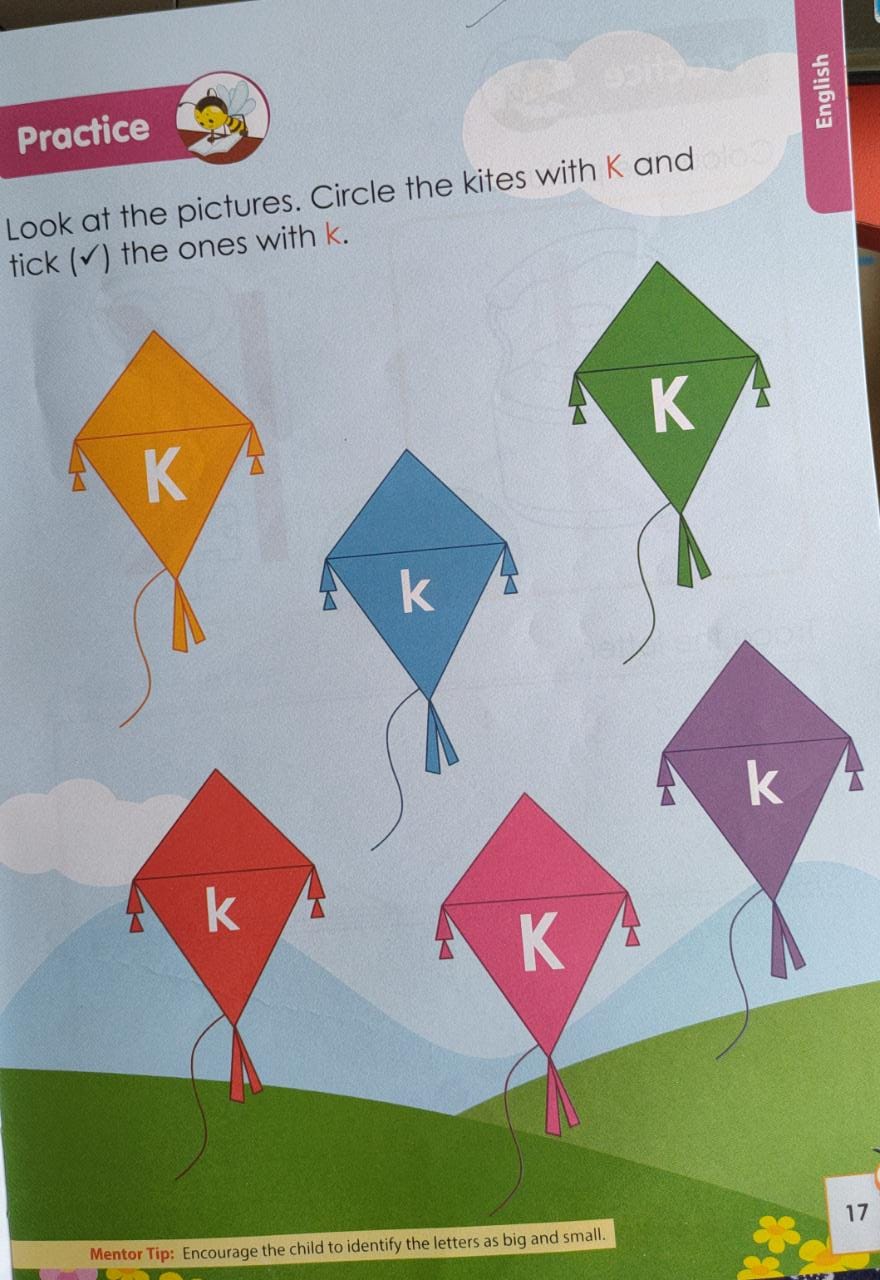 English
Practice
Look at the pictures. Circle the kites with K and
tick (✓) the ones with k.
K
K
k
k
k
K
17
Mentor Tip: Encourage the child to identify the letters as big and small.